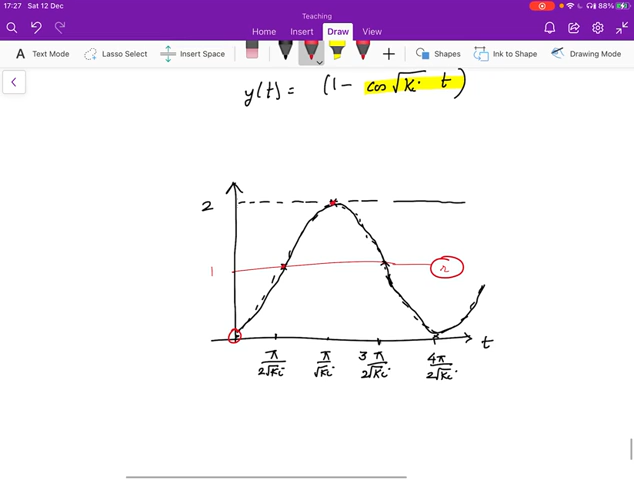 17:27 Sat 12 Dec
88%
Teaching
Home Insert Draw View
Text Mode Lasso Select Insert Space Shapes Ink to Shape Drawing Mode
y(t) = (1 - cos √Ki t)
2
1
r
t
π/2√Ki π/√Ki 3π/2√Ki 4π/2√Ki